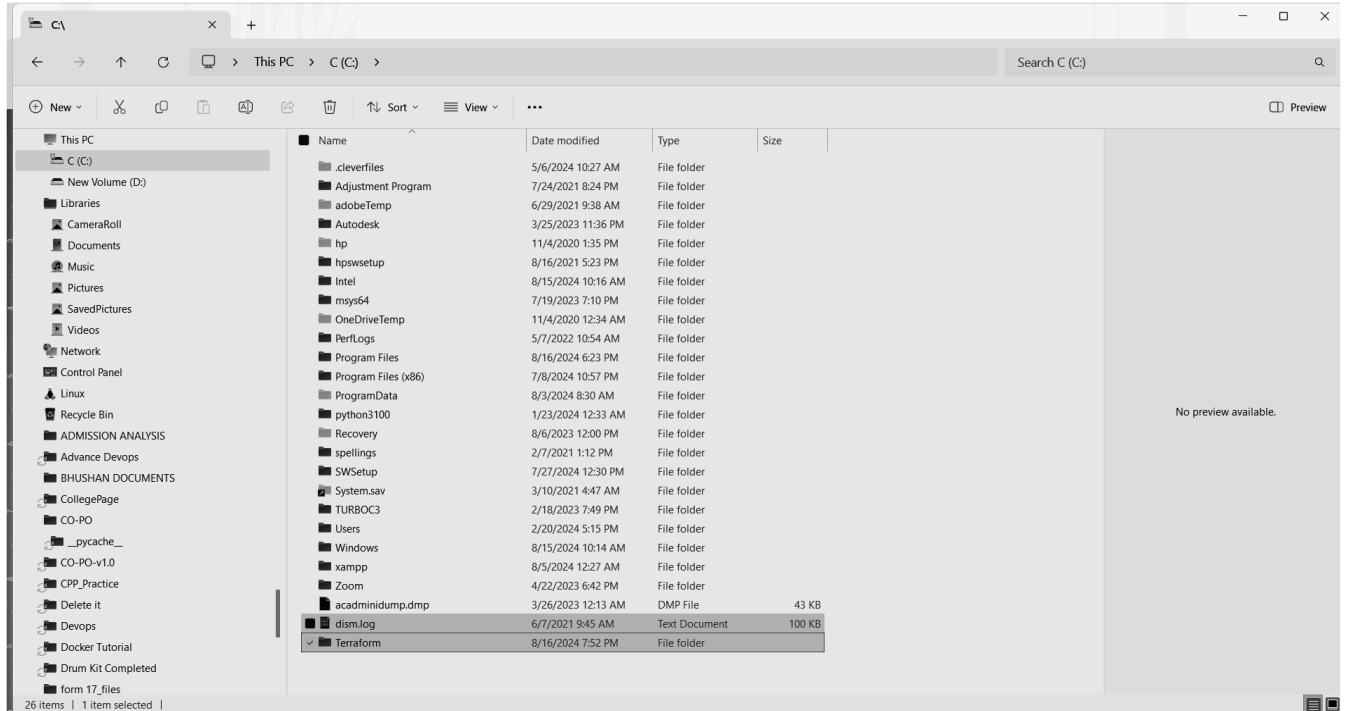 C:\
This PC > C (C:) >
Search C (C:)
New
Sort
View
Preview
This PC
C (C:)
New Volume (D:)
Libraries
CameraRoll
Documents
Music
Pictures
SavedPictures
Videos
Network
Control Panel
Linux
Recycle Bin
ADMISSION ANALYSIS
Advance Devops
BHUSHAN DOCUMENTS
CollegePage
CO-PO
__pycache__
CO-PO-v1.0
CPP_Practice
Delete it
Devops
Docker Tutorial
Drum Kit Completed
form 17_files
Name Date modified Type Size
.cleverfiles 5/6/2024 10:27 AM File folder
Adjustment Program 7/24/2021 8:24 PM File folder
adobeTemp 6/29/2021 9:38 AM File folder
Autodesk 3/25/2023 11:36 PM File folder
hp 11/4/2020 1:35 PM File folder
hpswsetup 8/16/2021 5:23 PM File folder
Intel 8/15/2024 10:16 AM File folder
msys64 7/19/2023 7:10 PM File folder
OneDriveTemp 11/4/2020 12:34 AM File folder
PerfLogs 5/7/2022 10:54 AM File folder
Program Files 8/16/2024 6:23 PM File folder
Program Files (x86) 7/8/2024 10:57 PM File folder
ProgramData 8/3/2024 8:30 AM File folder
python3100 1/23/2024 12:33 AM File folder
Recovery 8/6/2023 12:00 PM File folder
spellings 2/7/2021 1:12 PM File folder
SWSetup 7/27/2024 12:30 PM File folder
System.sav 3/10/2021 4:47 AM File folder
TURBOC3 2/18/2023 7:49 PM File folder
Users 2/20/2024 5:15 PM File folder
Windows 8/15/2024 10:14 AM File folder
xampp 8/5/2024 12:27 AM File folder
Zoom 4/22/2023 6:42 PM File folder
acadminidump.dmp 3/26/2023 12:13 AM DMP File 43 KB
dism.log 6/7/2021 9:45 AM Text Document 100 KB
Terraform 8/16/2024 7:52 PM File folder
No preview available.
26 items | 1 item selected |